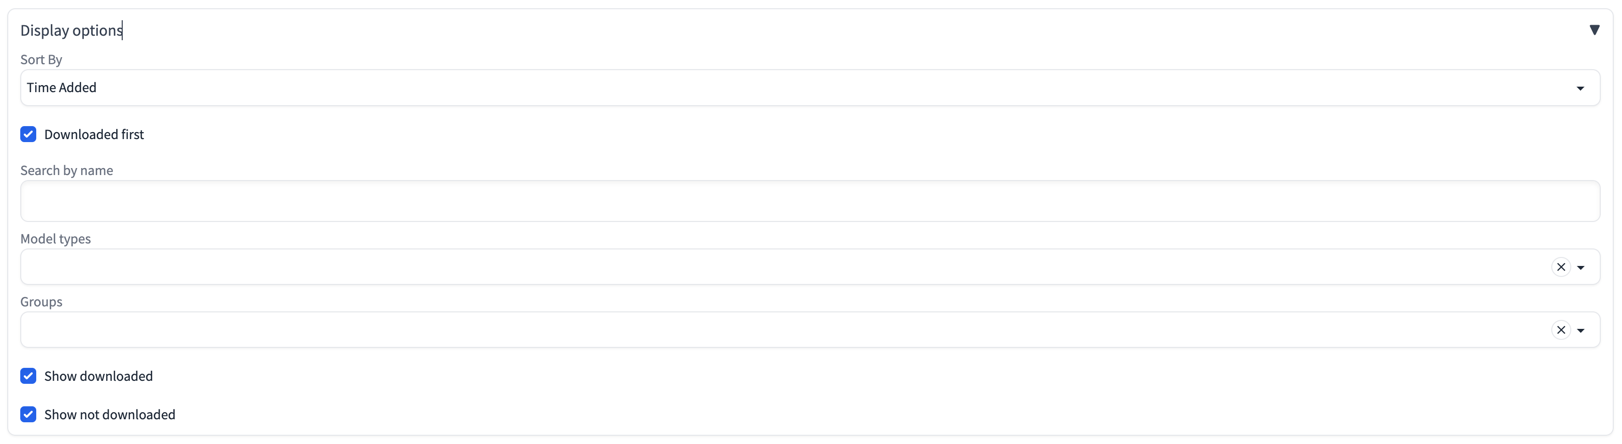 Display options
Sort By
Time Added
Downloaded first
Search by name
Model types
Groups
Show downloaded
Show not downloaded